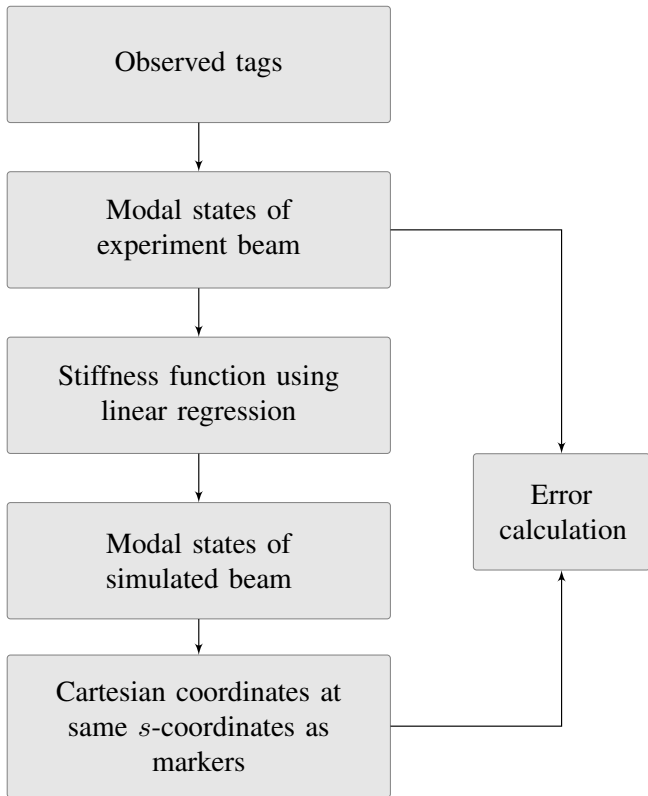 Observed tags
Modal states of
experiment beam
Stiffness function using
linear regression
Error
calculation
Modal states of
simulated beam
Cartesian coordinates at
same s-coordinates as
markers